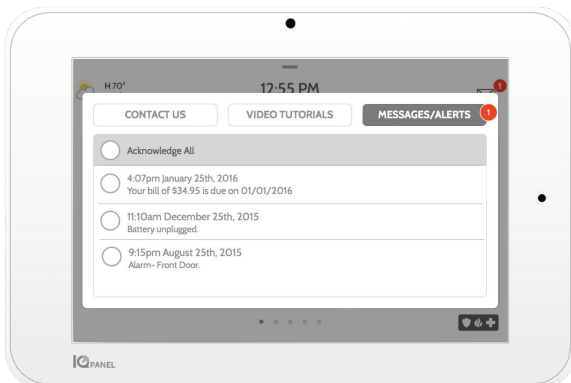 H 70°
12:55 PM
1
CONTACT US
VIDEO TUTORIALS
MESSAGES/ALERTS
1
Acknowledge All
4:07pm January 25th, 2016
Your bill of $34.95 is due on 01/01/2016
11:10am December 25th, 2015
Battery unplugged.
9:15pm August 25th, 2015
Alarm- Front Door.
IQ PANEL